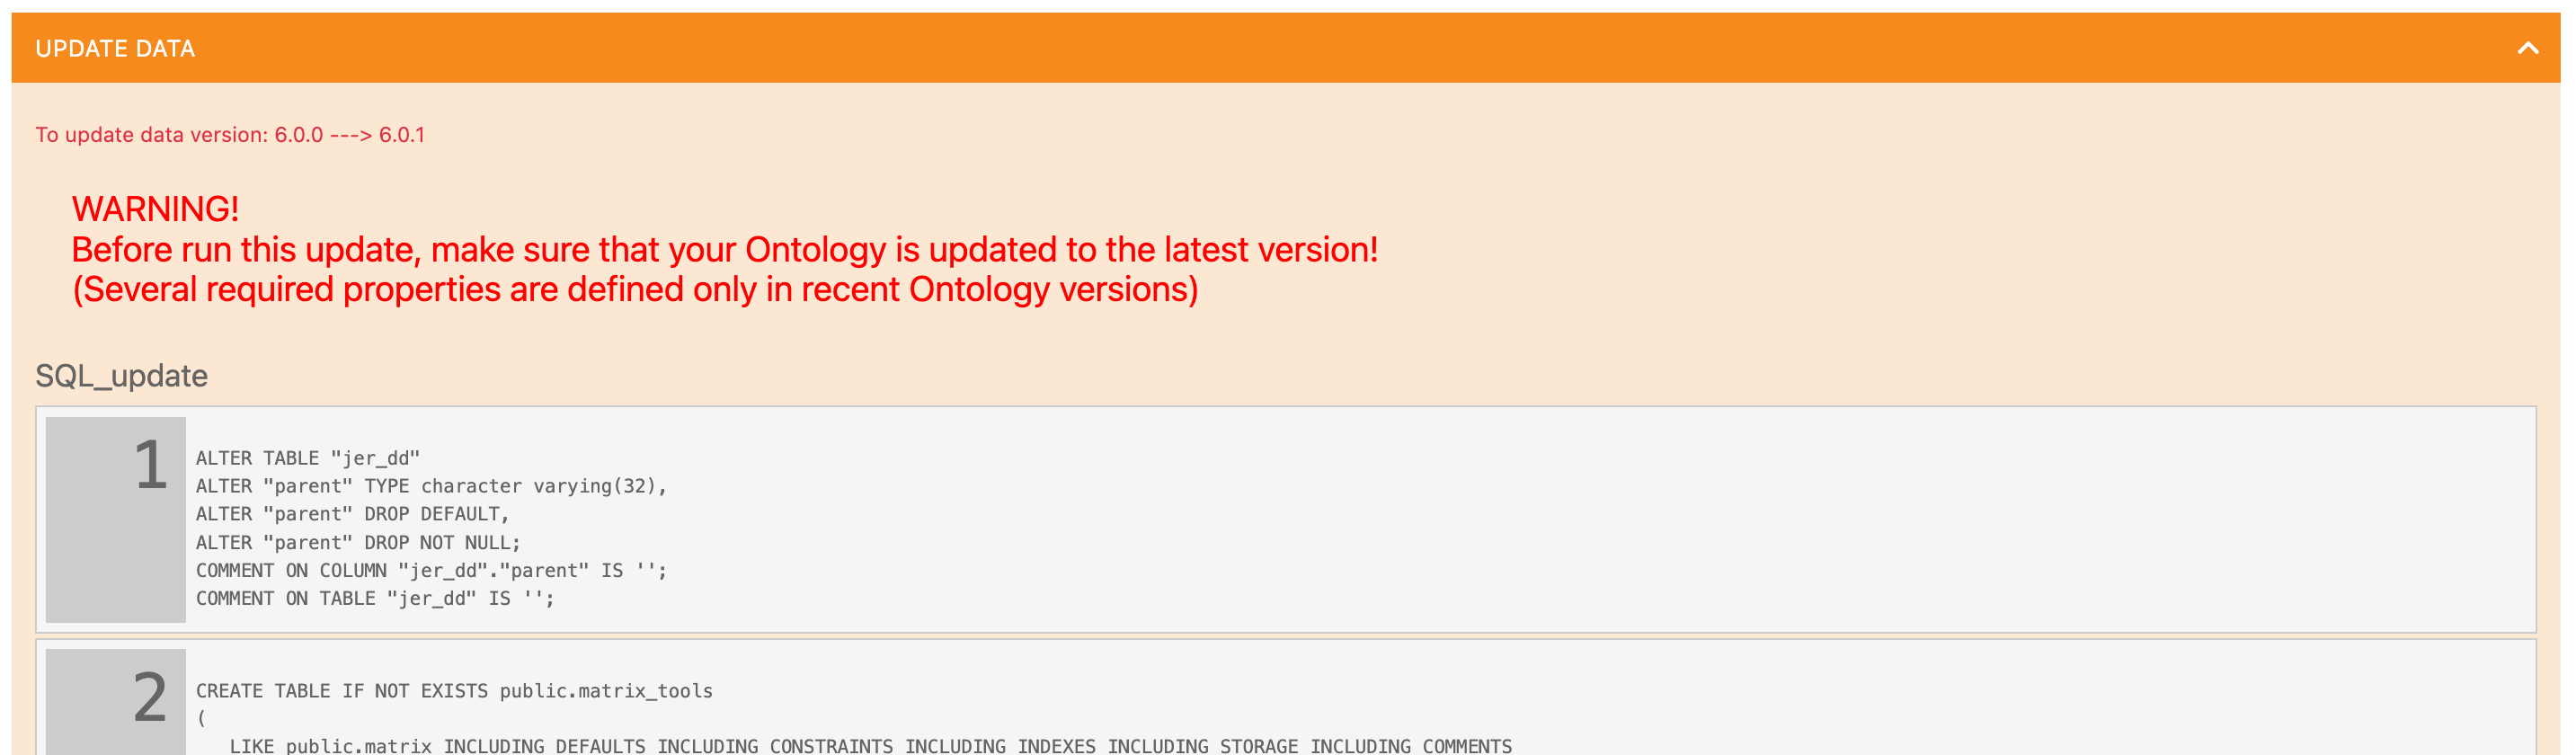 UPDATE DATA
To update data version: 6.0.0 ---> 6.0.1
WARNING!
Before run this update, make sure that your Ontology is updated to the latest version!
(Several required properties are defined only in recent Ontology versions)
SQL_update
1
ALTER TABLE "jer_dd"
ALTER "parent" TYPE character varying(32),
ALTER "parent" DROP DEFAULT,
ALTER "parent" DROP NOT NULL;
COMMENT ON COLUMN "jer_dd"."parent" IS '';
COMMENT ON TABLE "jer_dd" IS '';
2
CREATE TABLE IF NOT EXISTS public.matrix_tools
(
LIKE public.matrix INCLUDING DEFAULTS INCLUDING CONSTRAINTS INCLUDING INDEXES INCLUDING STORAGE INCLUDING COMMENTS